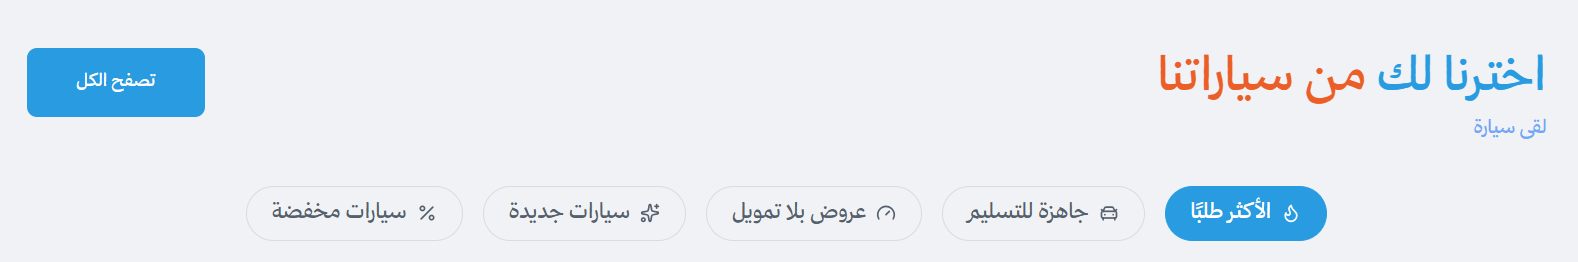 اخترنا لك من سياراتنا
لقى سيارة
تصفح الكل
الأكثر طلبًا
جاهزة للتسليم
عروض بلا تمويل
سيارات جديدة
سيارات مخفضة